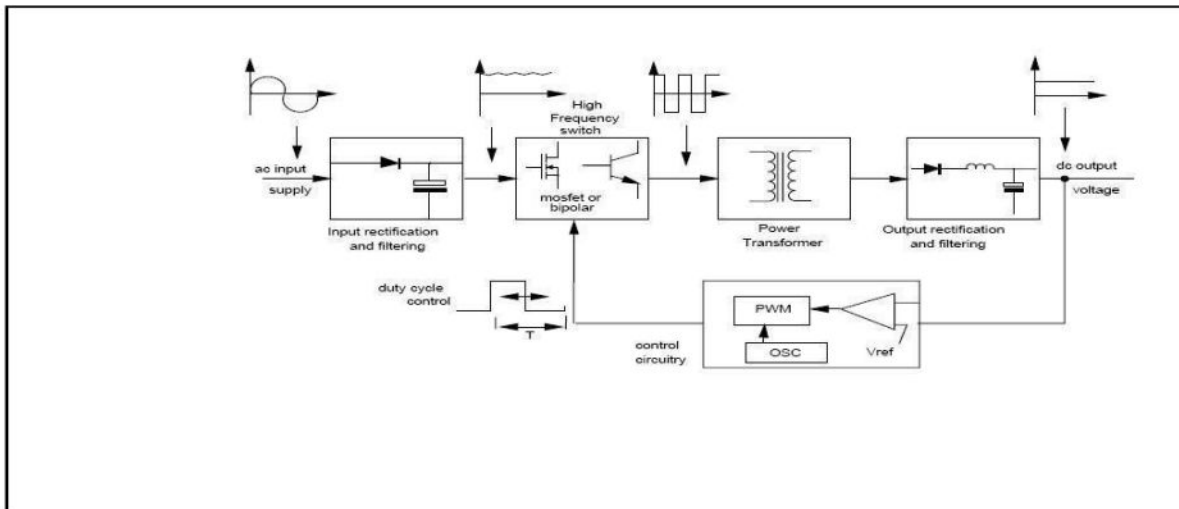 High
Frequency
switch
ac input
supply
mosfet or
bipolar
dc output
voltage
Input rectification
and filtering
Power
Transformer
Output rectification
and filtering
duty cycle
control
T
control
circuitry
PWM
OSC
Vref